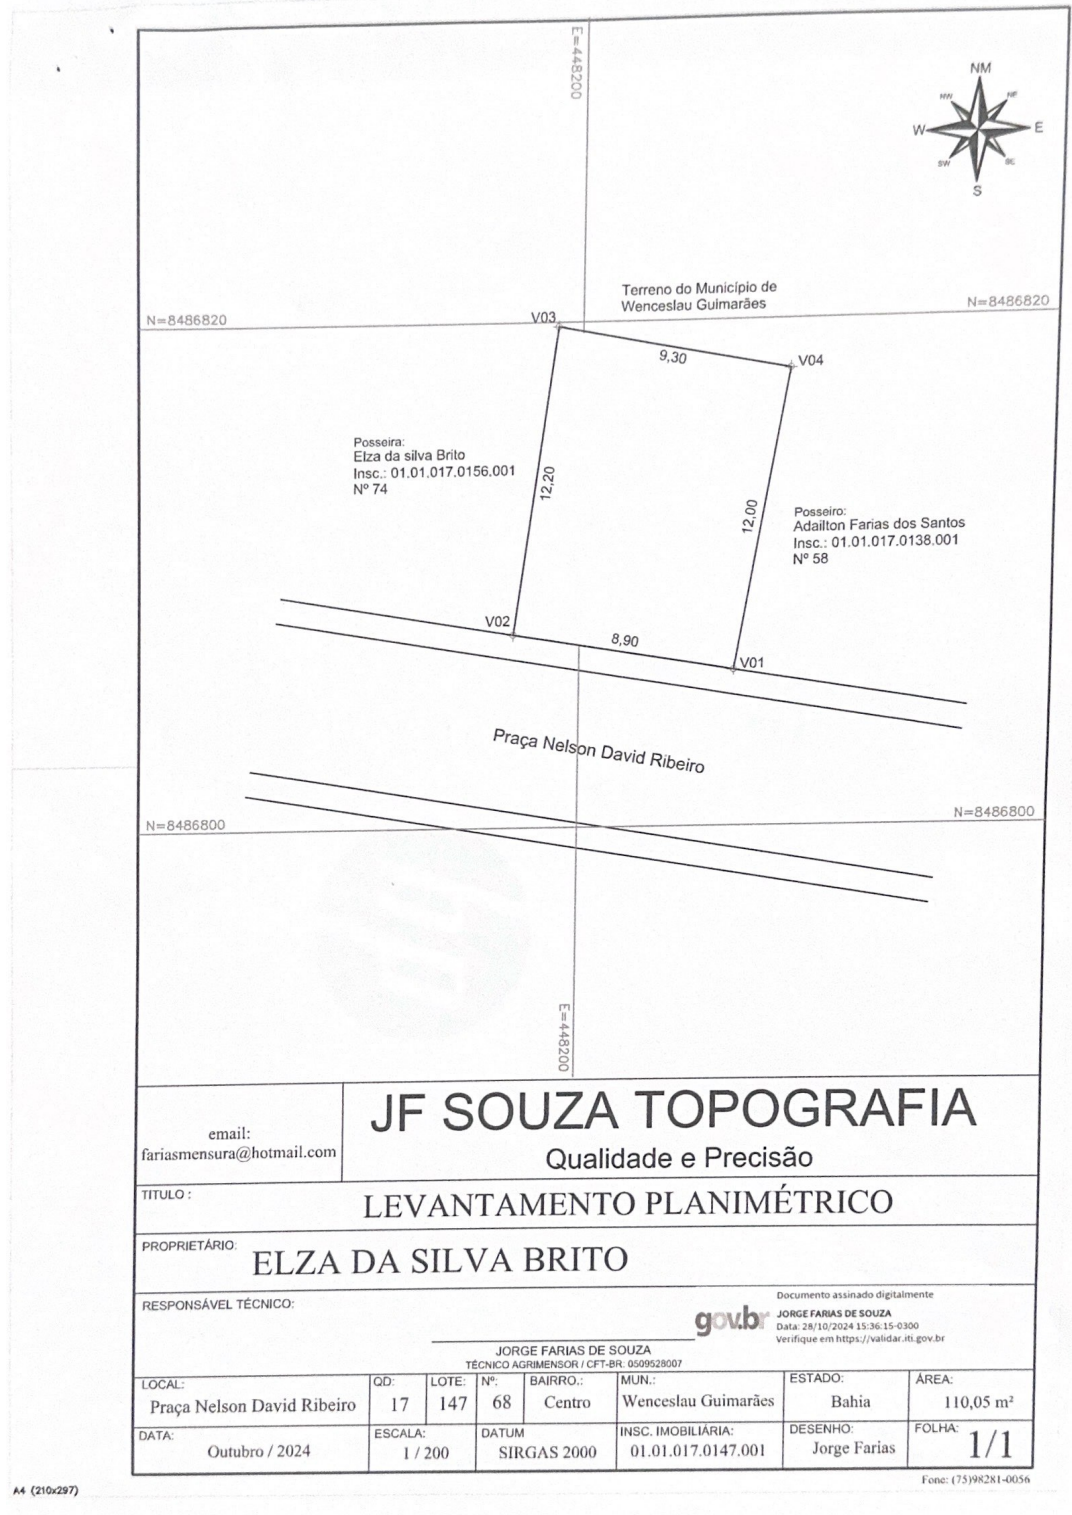 E=448200
NM
NW
NE
W
E
SW
SE
S
Terreno do Município de
Wenceslau Guimarães
N=8486820
N=8486820
V03
9,30
V04
Posseira:
Elza da silva Brito
Insc.: 01.01.017.0156.001
Nº 74
12,20
12,00
Posseiro:
Adailton Farias dos Santos
Insc.: 01.01.017.0138.001
Nº 58
V02
8,90
V01
Praça Nelson David Ribeiro
N=8486800
N=8486800
E=448200
email:
fariasmensura@hotmail.com
JF SOUZA TOPOGRAFIA
Qualidade e Precisão
TITULO :
LEVANTAMENTO PLANIMÉTRICO
PROPRIETÁRIO:
ELZA DA SILVA BRITO
RESPONSÁVEL TÉCNICO:
gov.br
Documento assinado digitalmente
JORGE FARIAS DE SOUZA
Data: 28/10/2024 15:36:15-0300
Verifique em https://validar.iti.gov.br
JORGE FARIAS DE SOUZA
TÉCNICO AGRIMENSOR / CFT-BR: 0509528007
LOCAL:
Praça Nelson David Ribeiro
QD:
17
LOTE:
147
Nº:
68
BAIRRO.:
Centro
MUN.:
Wenceslau Guimarães
ESTADO:
Bahia
ÁREA:
110,05 m²
DATA:
Outubro / 2024
ESCALA:
1 / 200
DATUM
SIRGAS 2000
INSC. IMOBILIÁRIA:
01.01.017.0147.001
DESENHO:
Jorge Farias
FOLHA:
1/1
A4 (210x297)
Fone: (75)98281-0056